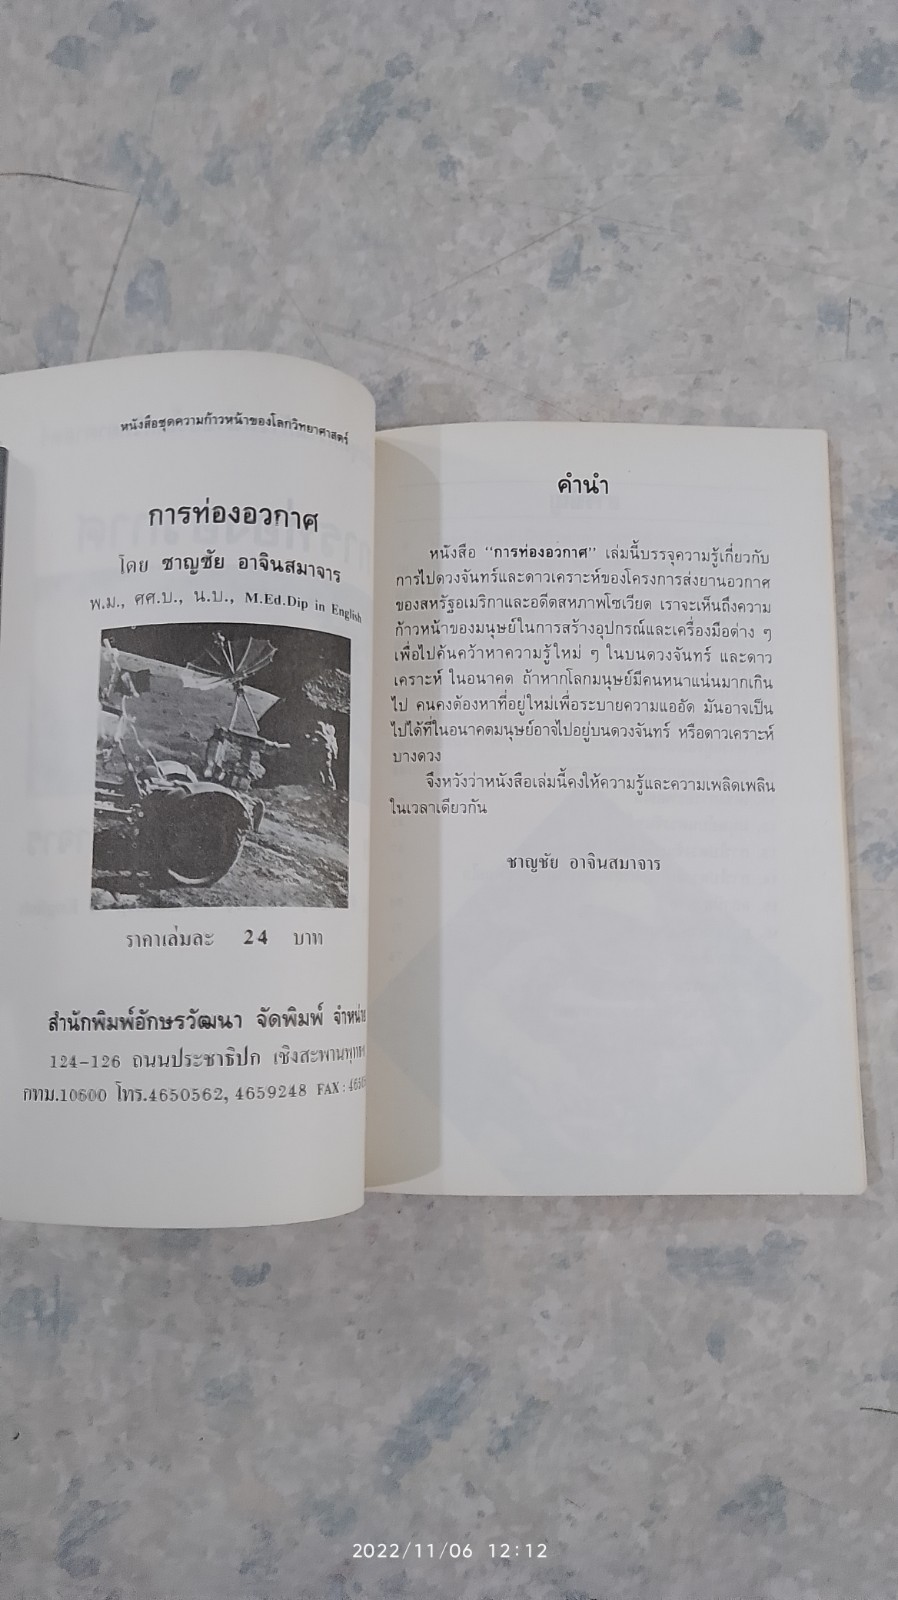 หนังสือชุดความก้าวหน้าของโลกวิทยาศาสตร์
การท่องอวกาศ
โดย ชาญชัย อาจินสมาจาร
พ.ม., ศศ.บ., น.บ., M.Ed.Dip in English
ราคาเล่มละ 24 บาท
สำนักพิมพ์อักษรวัฒนา จัดพิมพ์
124-126 ถนนประชาธิปก เชิงสะพานพุทธ
กทม.10600 โทร.4650562, 4659248 FAX :
คำนำ
หนังสือ “การท่องอวกาศ” เล่มนี้บรรจุความรู้เกี่ยวกับ
การไปดวงจันทร์และดาวเคราะห์ของโครงการส่งยานอวกาศ
ของสหรัฐอเมริกาและอดีตสหภาพโซเวียต เราจะเห็นถึงความ
ก้าวหน้าของมนุษย์ในการสร้างอุปกรณ์และเครื่องมือต่าง ๆ
เพื่อไปค้นคว้าหาความรู้ใหม่ ๆ ในบนดวงจันทร์ และดาว
เคราะห์ ในอนาคต ถ้าหากโลกมนุษย์มีคนหนาแน่นมากเกิน
ไป คนคงต้องหาที่อยู่ใหม่เพื่อระบายความแออัด มันอาจเป็น
ไปได้ที่ในอนาคตมนุษย์อาจไปอยู่บนดวงจันทร์ หรือดาวเคราะห์
บางดวง
จึงหวังว่าหนังสือเล่มนี้คงให้ความรู้และความเพลิดเพลิน
ในเวลาเดียวกัน
ชาญชัย อาจินสมาจาร
2022/11/06 12:12